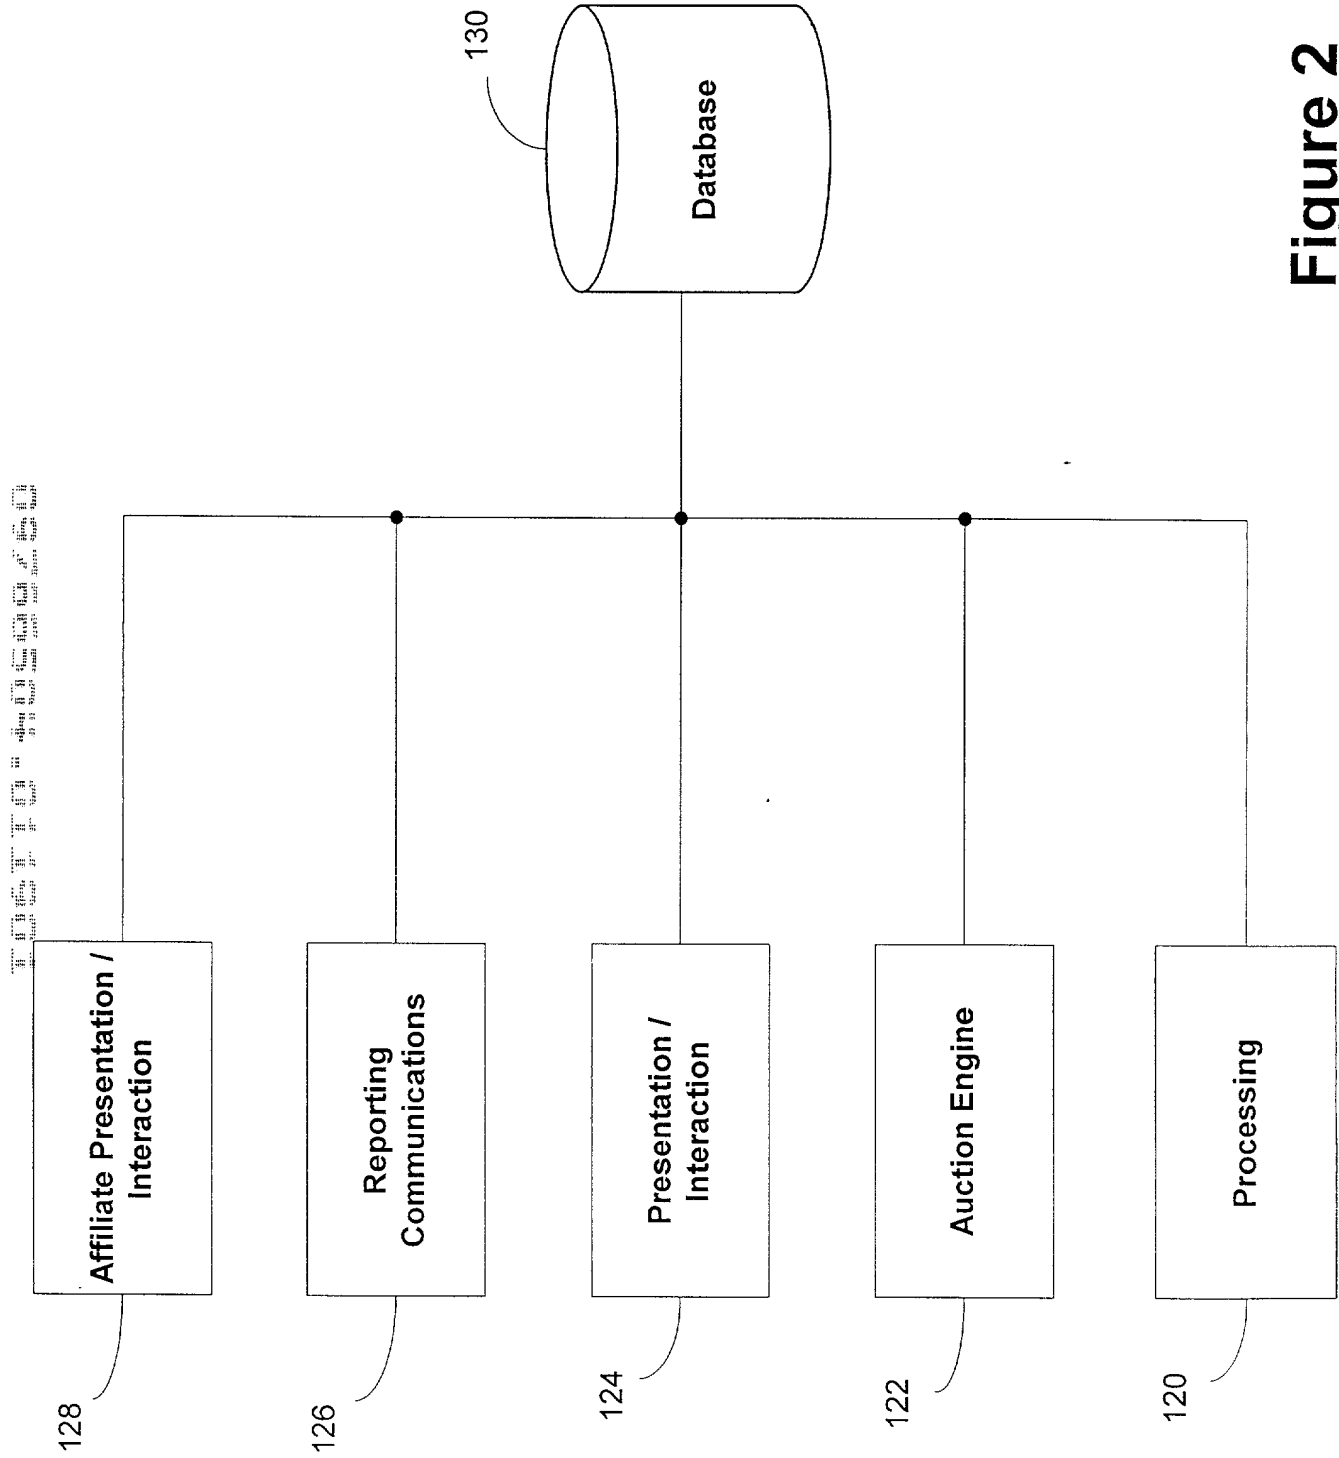 128
Affiliate Presentation /
Interaction
126
Reporting
Communications
124
Presentation /
Interaction
122
Auction Engine
120
Processing
130
Database
Figure 2